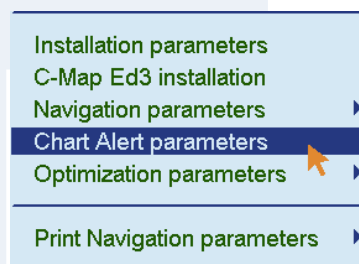 Installation parameters
C-Map Ed3 installation
Navigation parameters
Chart Alert parameters
Optimization parameters
Print Navigation parameters